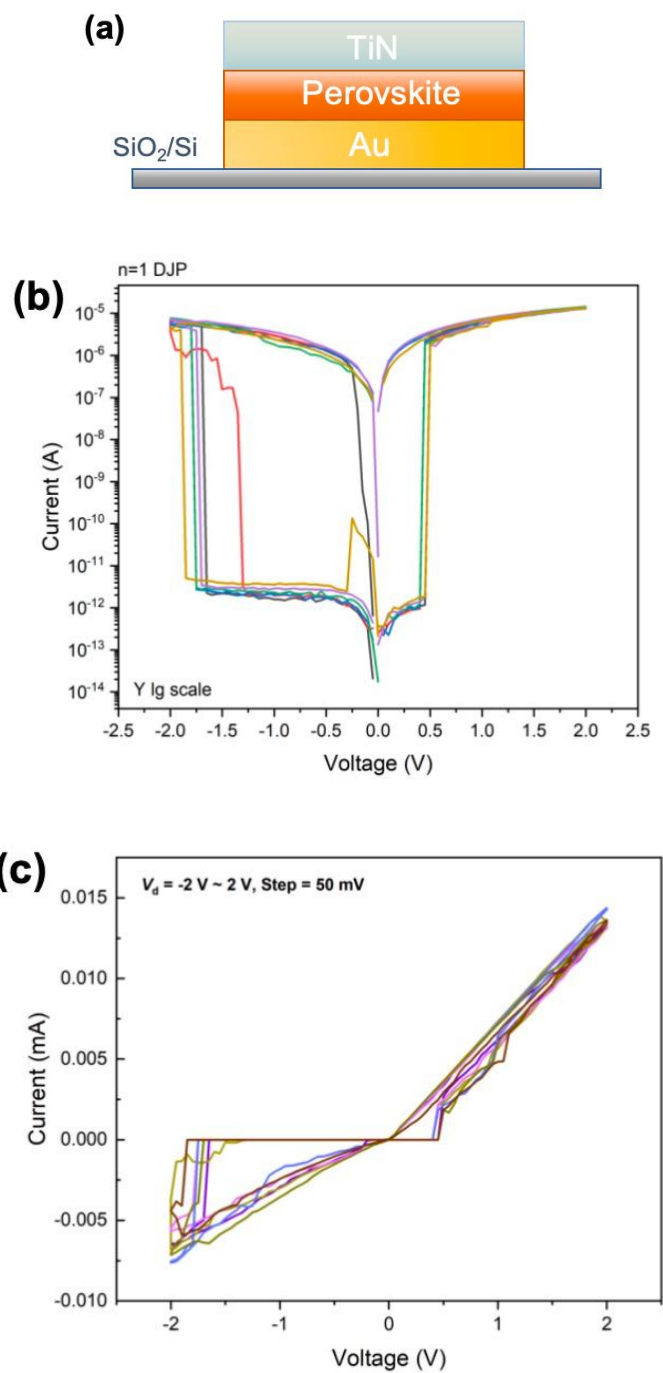 (a)
TiN
Perovskite
SiO₂/Si
Au
n=1 DJP
(b)
10⁻⁵
10⁻⁶
10⁻⁷
10⁻⁸
10⁻⁹
10⁻¹⁰
10⁻¹¹
10⁻¹²
10⁻¹³
10⁻¹⁴
Current (A)
Y lg scale
-2.5 -2.0 -1.5 -1.0 -0.5 0.0 0.5 1.0 1.5 2.0 2.5
Voltage (V)
(c)
V_d = -2 V ~ 2 V, Step = 50 mV
0.015
0.010
0.005
0.000
-0.005
-0.010
Current (mA)
-2 -1 0 1 2
Voltage (V)